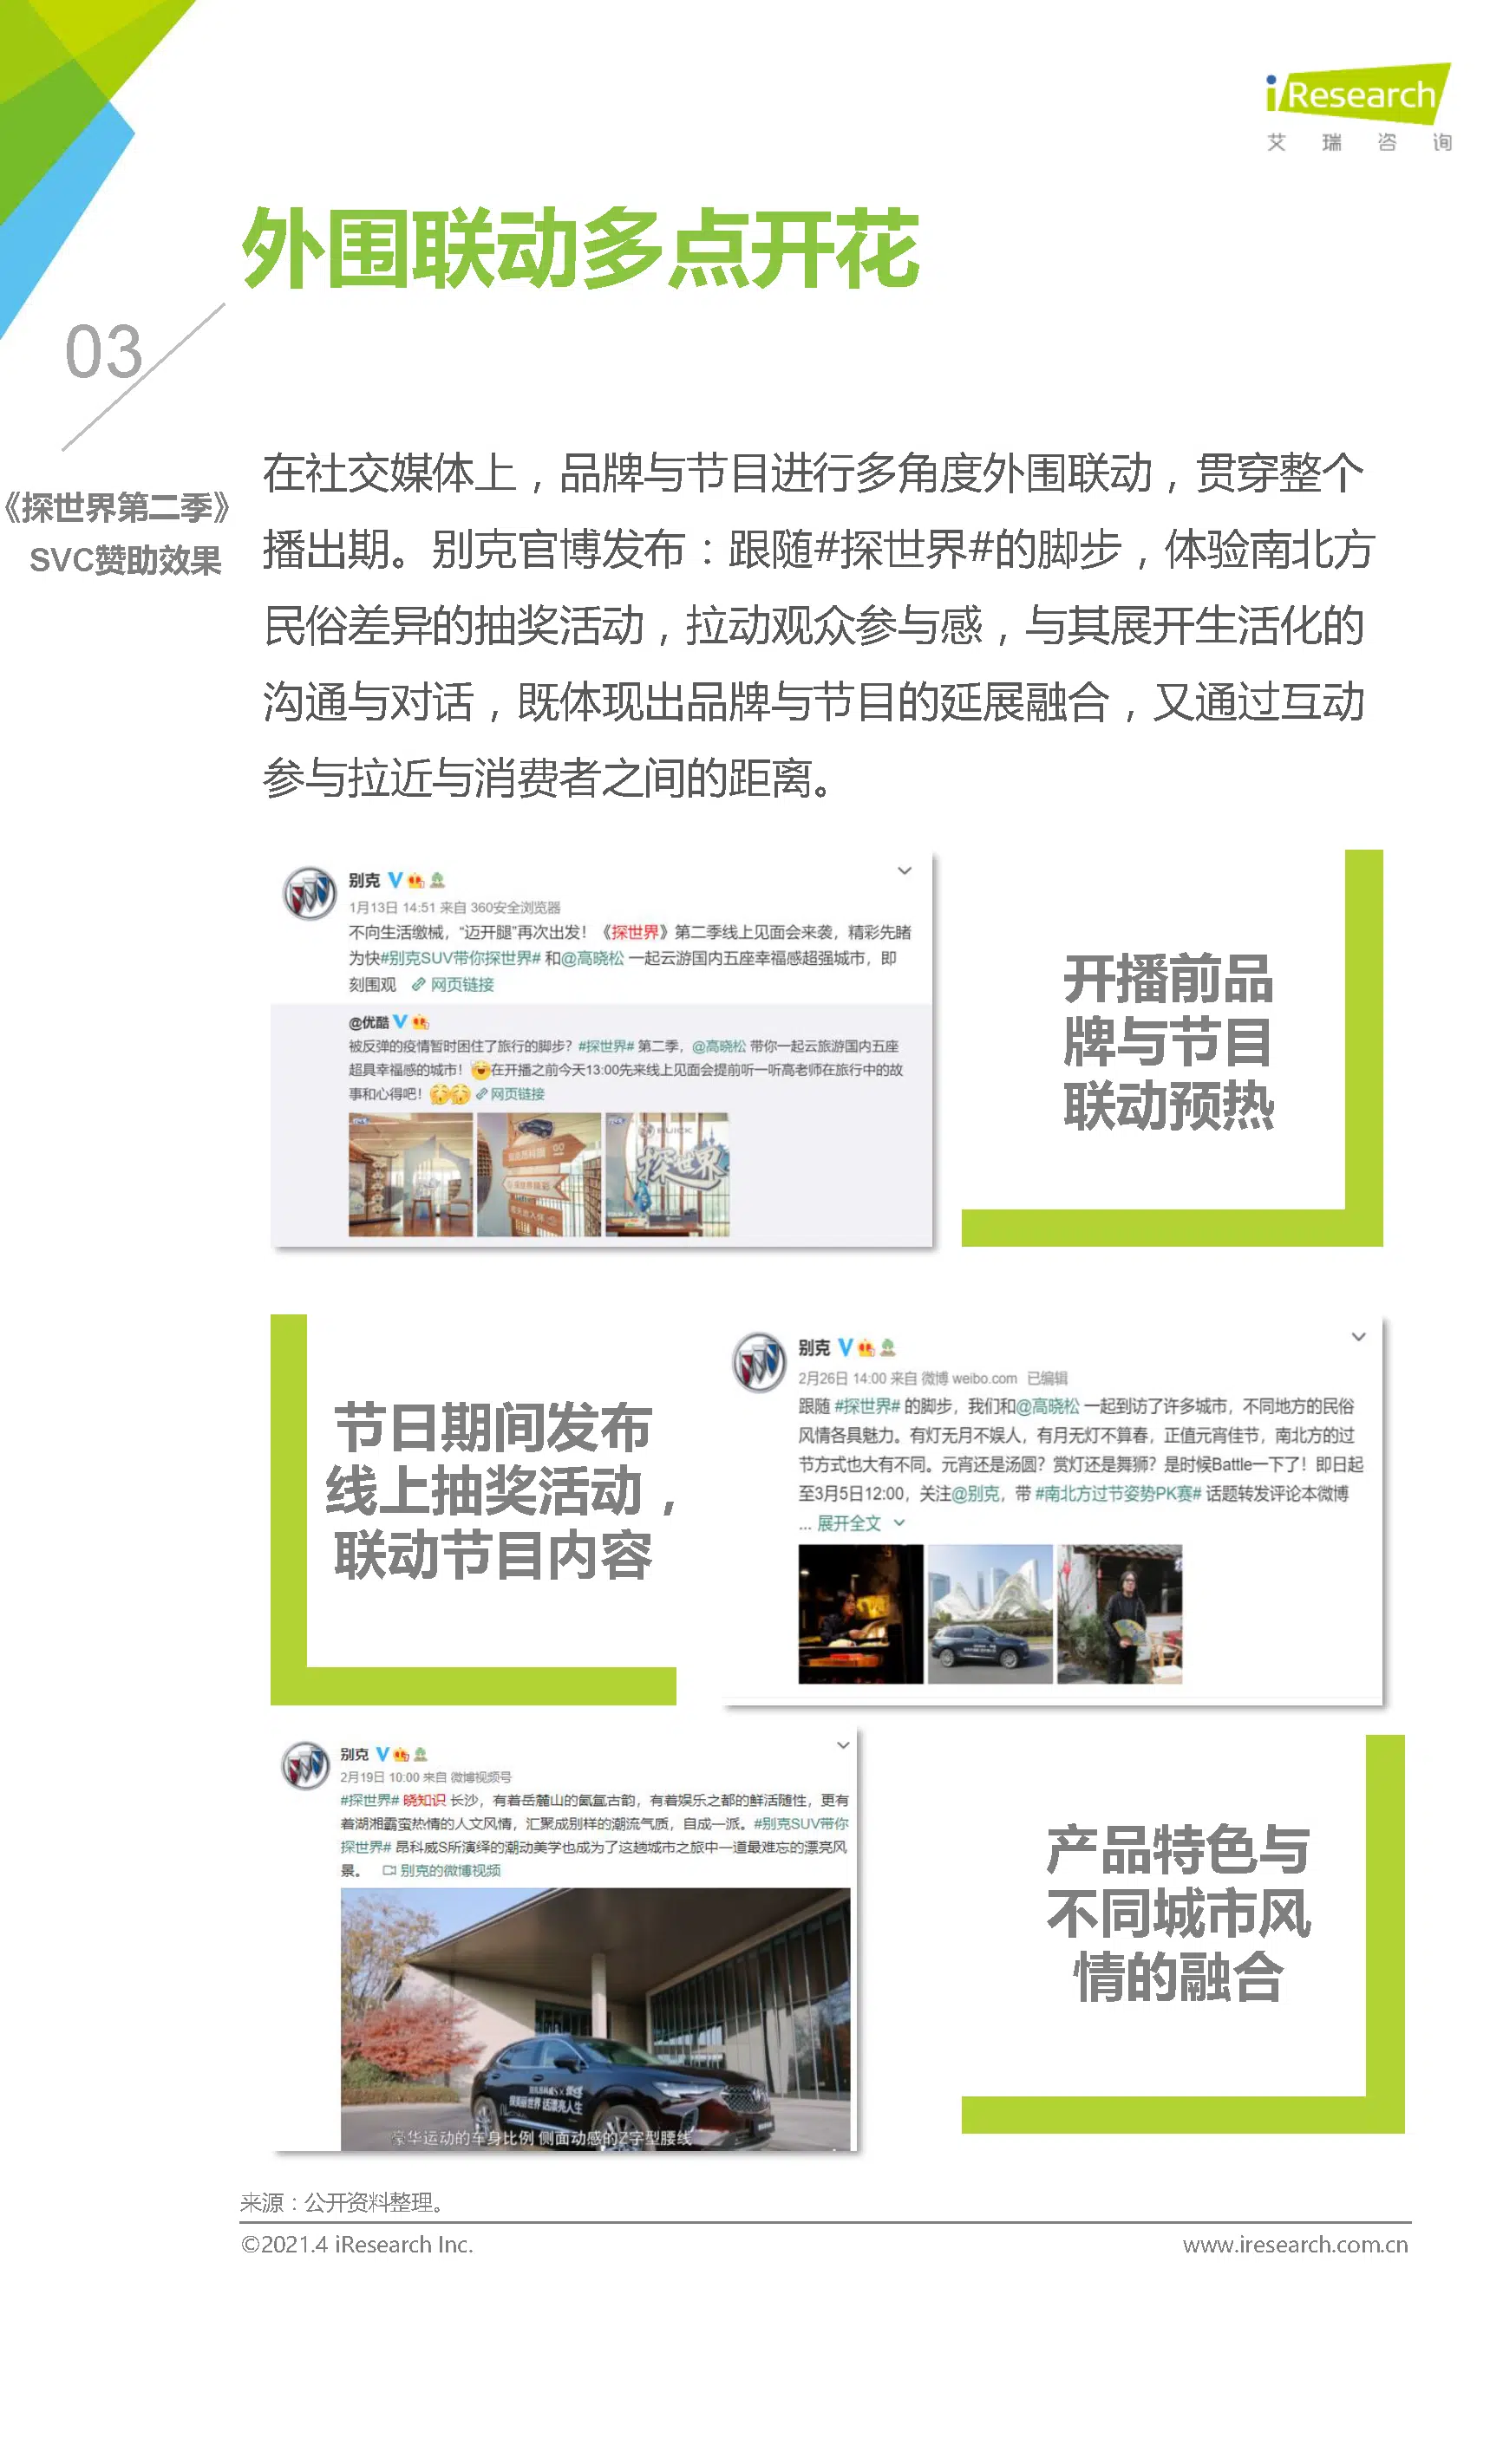 iResearch
艾瑞咨询
外围联动多点开花
03
《探世界第二季》
SVC赞助效果
在社交媒体上，品牌与节目进行多角度外围联动，贯穿整个
播出期。别克官博发布：跟随#探世界#的脚步，体验南北方
民俗差异的抽奖活动，拉动观众参与感，与其展开生活化的
沟通与对话，既体现出品牌与节目的延展融合，又通过互动
参与拉近与消费者之间的距离。
别克
1月13日 14:51 来自 360安全浏览器
不向生活缴械，“迈开腿”再次出发！《探世界》第二季线上见面会来袭，精彩先睹
为快#别克SUV带你探世界# 和@高晓松 一起云游国内五座幸福感超强城市，即
刻围观 网页链接
@优酷
被反弹的疫情暂时困住了旅行的脚步？#探世界# 第二季，@高晓松 带你一起云旅游国内五座
超具幸福感的城市！在开播之前今天13:00先来线上见面会提前听一听高老师在旅行中的故
事和心得吧！ 网页链接
BUICK
探世界
开播前品
牌与节目
联动预热
节日期间发布
线上抽奖活动，
联动节目内容
别克
2月26日 14:00 来自 微博 weibo.com 已编辑
跟随 #探世界# 的脚步，我们和@高晓松 一起到访了许多城市，不同地方的民俗
风情各具魅力。有灯无月不娱人，有月无灯不算春，正值元宵佳节，南北方的过
节方式也大有不同。元宵还是汤圆？赏灯还是舞狮？是时候Battle一下了！即日起
至3月5日12:00，关注@别克，带 #南北方过节姿势PK赛# 话题转发评论本微博
... 展开全文
别克
2月19日 10:00 来自 微博视频号
#探世界# 晓知识 长沙，有着岳麓山的氤氲古韵，有着娱乐之都的鲜活随性，更有
着湖湘霸蛮热情的人文风情，汇聚成别样的潮流气质，自成一派。#别克SUV带你
探世界# 昂科威S所演绎的潮动美学也成为了这趟城市之旅中一道最难忘的漂亮风
景。 别克的微博视频
探美丽世界 话漂亮人生
豪华运动的车身比例 侧面动感的Z字型腰线
产品特色与
不同城市风
情的融合
来源：公开资料整理。
©2021.4 iResearch Inc.
www.iresearch.com.cn